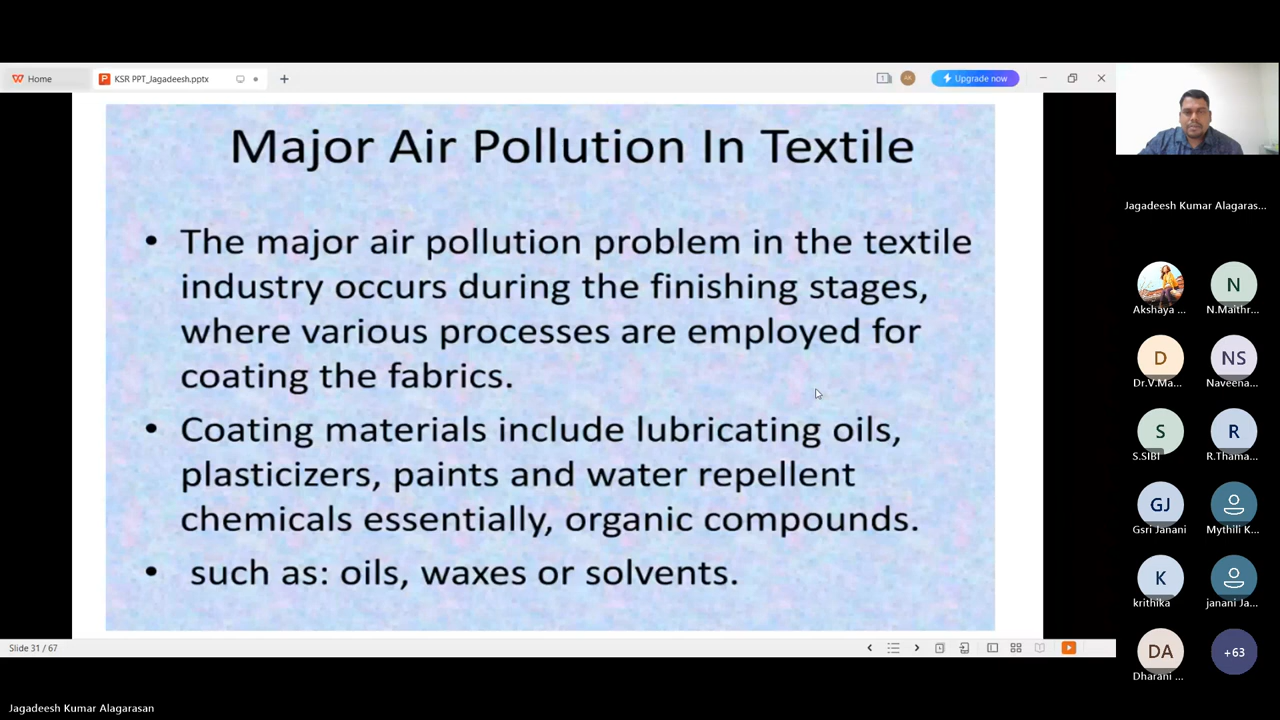 Home
KSR PPT_Jagadeesh.pptx
1
AK
Upgrade now
Major Air Pollution In Textile
• The major air pollution problem in the textile
industry occurs during the finishing stages,
where various processes are employed for
coating the fabrics.
• Coating materials include lubricating oils,
plasticizers, paints and water repellent
chemicals essentially, organic compounds.
• such as: oils, waxes or solvents.
Slide 31 / 67
Jagadeesh Kumar Alagaras...
Akshaya ...
N
N.Maithr...
D
Dr.V.Ma...
NS
Naveena...
S
S.SIBI
R
R.Thama...
GJ
Gsri Janani
Mythili K...
K
krithika
janani Ja...
DA
Dharani ...
+63
Jagadeesh Kumar Alagarasan